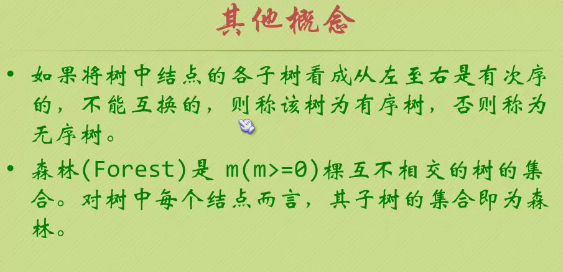 其他概念
• 如果将树中结点的各子树看成从左至右是有次序
的，不能互换的，则称该树为有序树，否则称为
无序树。
• 森林(Forest)是 m(m>=0)棵互不相交的树的集
合。对树中每个结点而言，其子树的集合即为森
林。